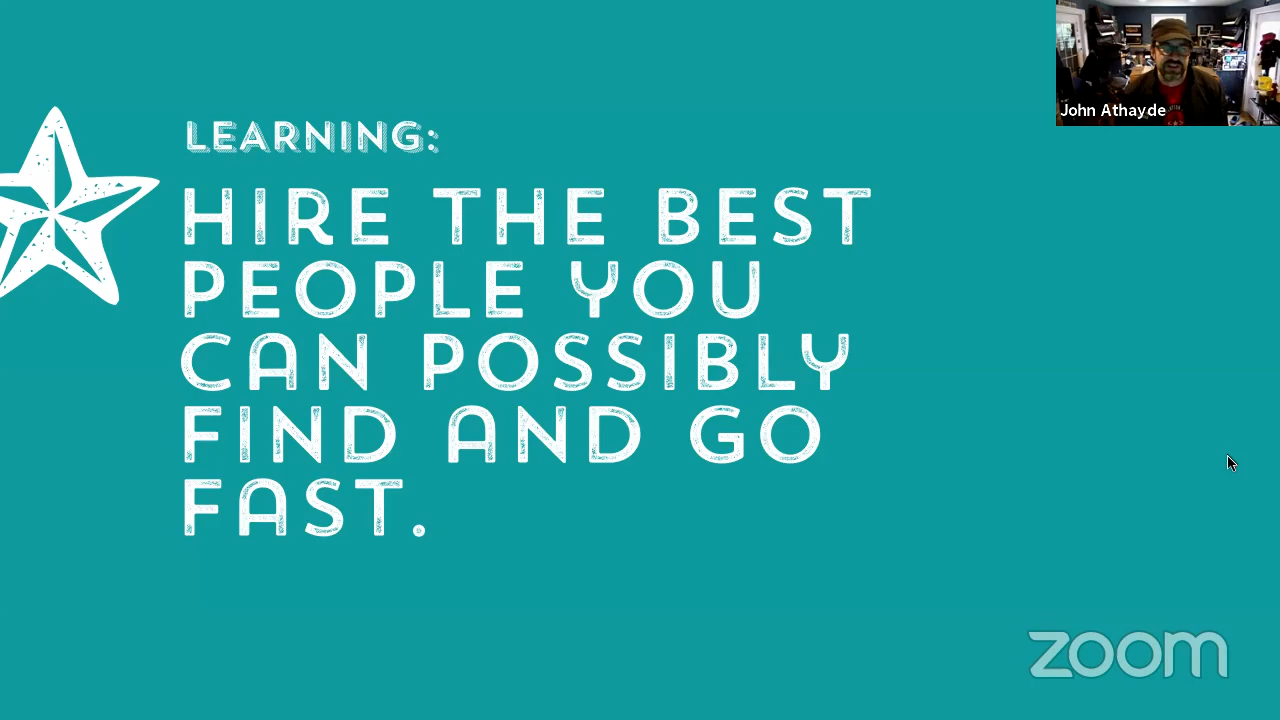 John Athayde
LEARNING:
HIRE THE BEST
PEOPLE YOU
CAN POSSIBLY
FIND AND GO
FAST.
zoom